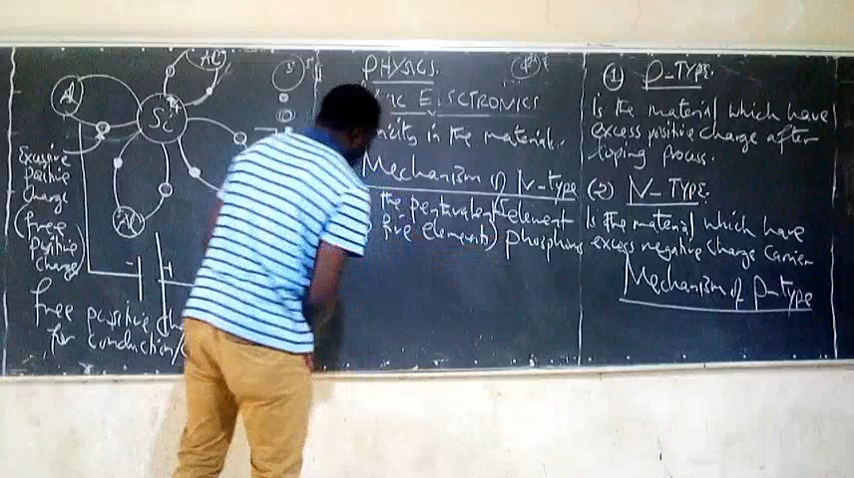 Al
Al
Si
Al
Excessive
positive
charge
(free
positive
charge)
free positive
for conduction
PHYSICS.
ELECTRONICS
in the materials.
Mechanism of N-type
the pentavalent element
five elements) phosphorus
(1) P-TYPE.
Is the material which have
excess positive charge after
doping process.
(2) N-TYPE.
Is the material which have
excess negative charge carrier
Mechanism of p-type